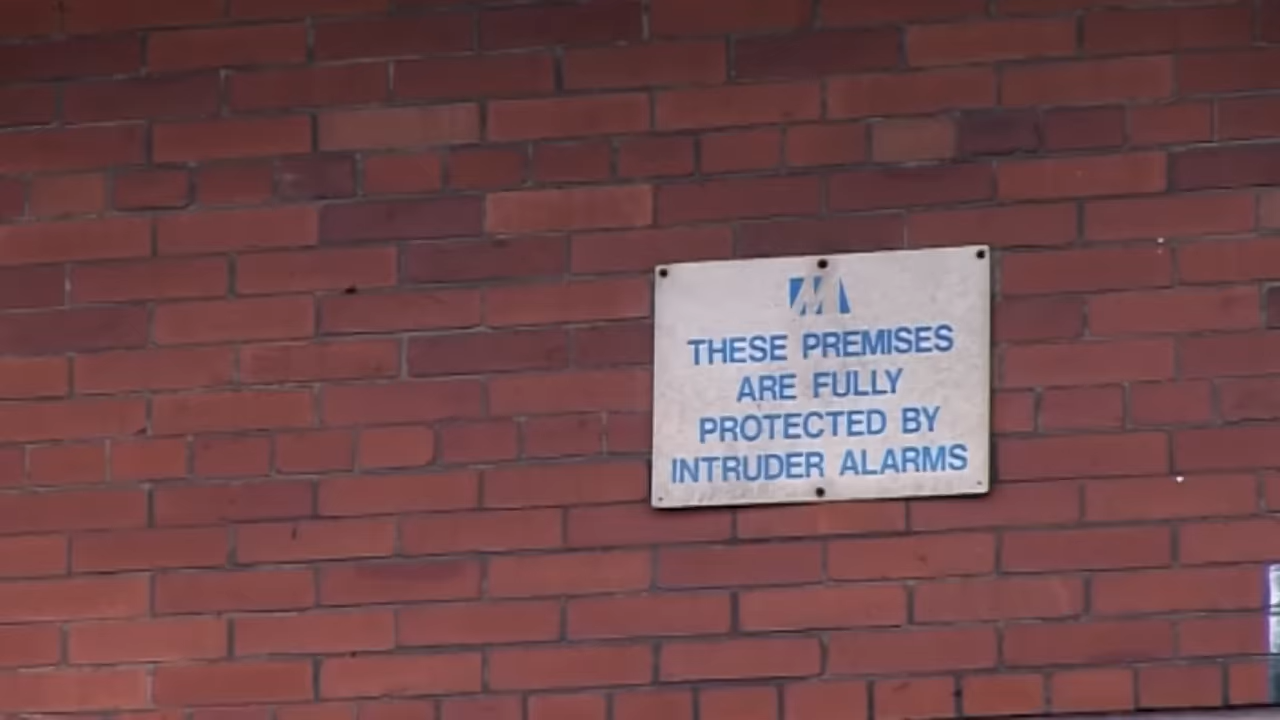 THESE PREMISES
ARE FULLY
PROTECTED BY
INTRUDER ALARMS